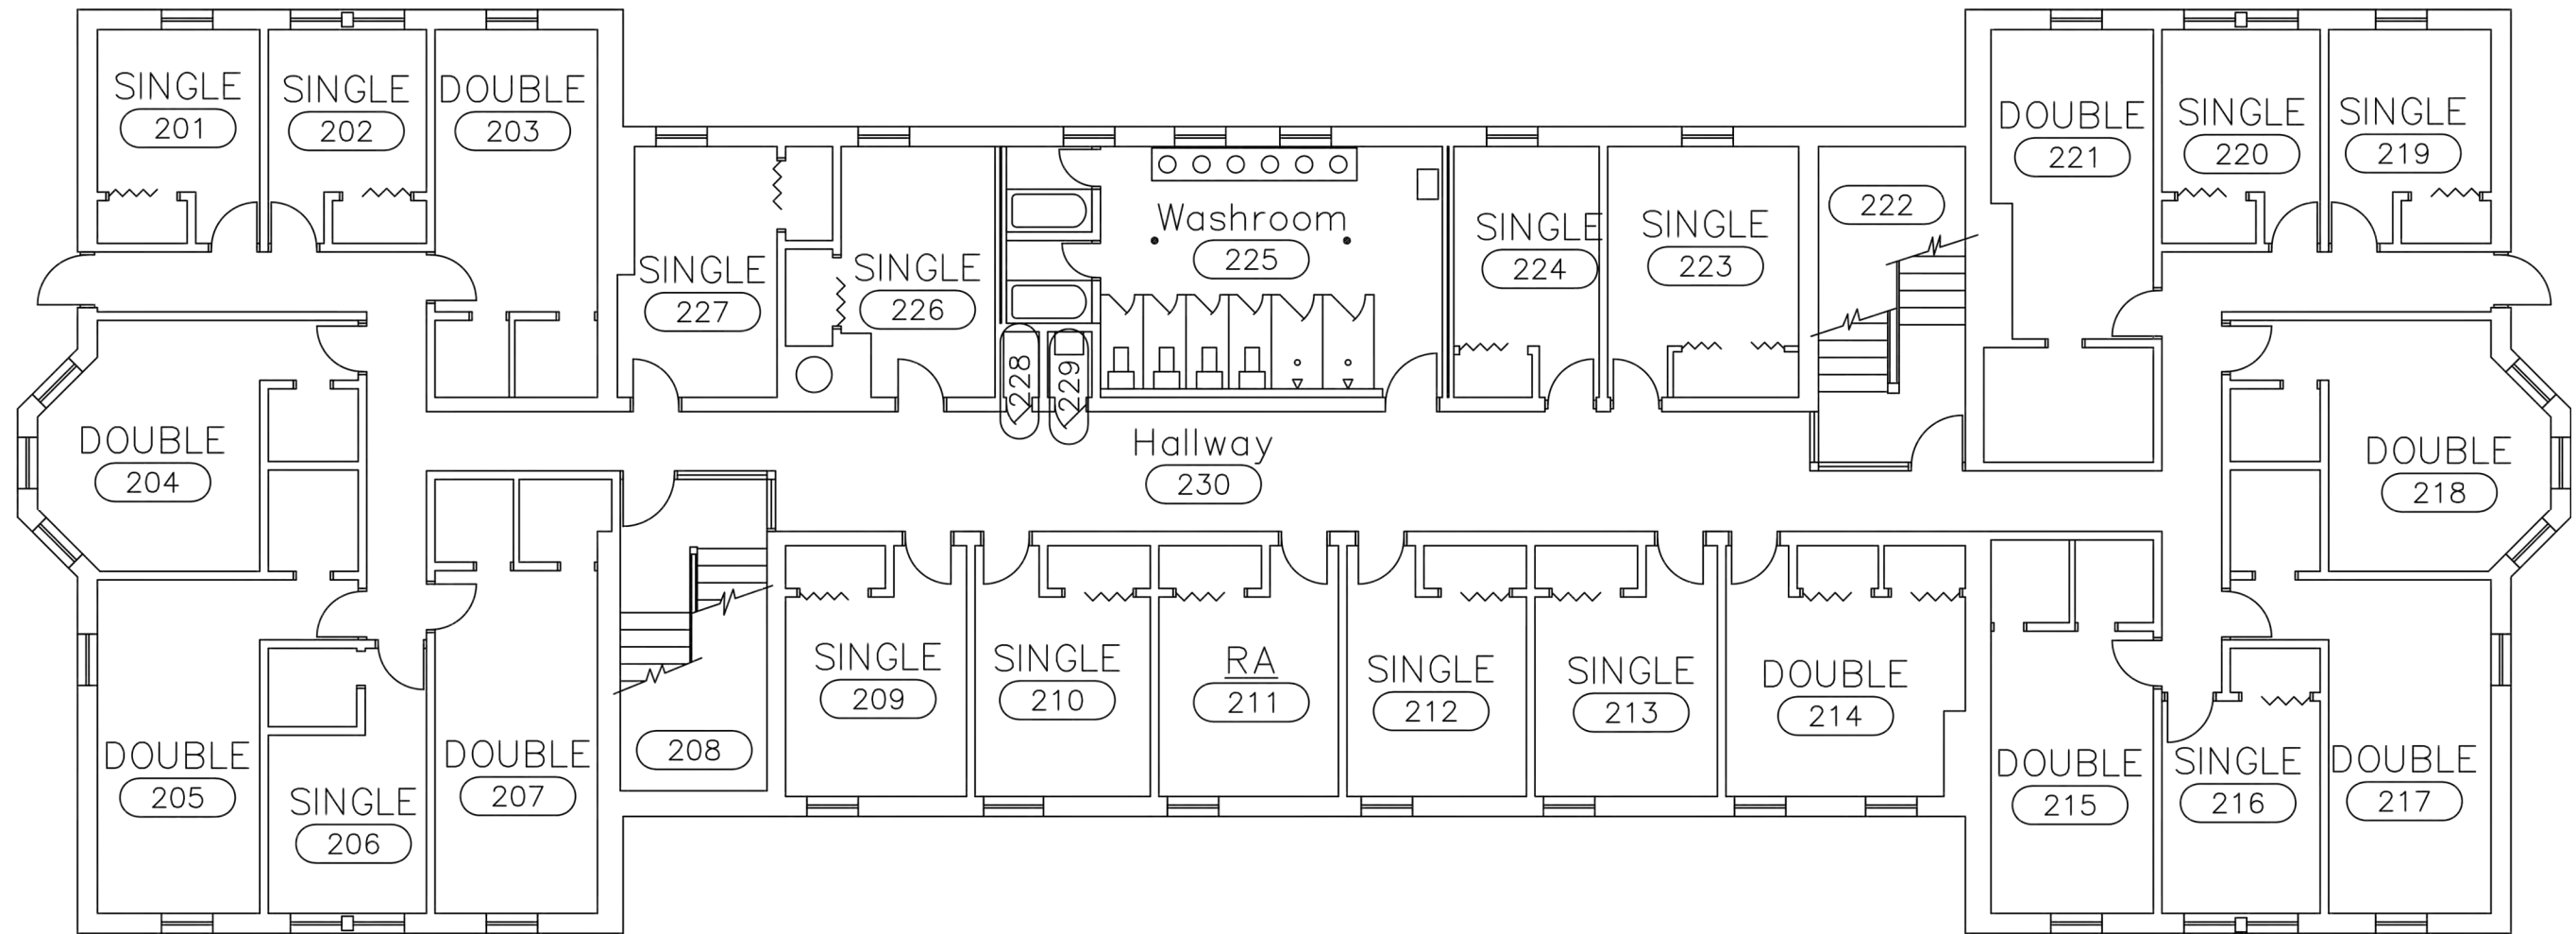 SINGLE
201
SINGLE
202
DOUBLE
203
DOUBLE
204
DOUBLE
205
SINGLE
206
DOUBLE
207
208
SINGLE
209
SINGLE
210
RA
211
SINGLE
212
SINGLE
213
DOUBLE
214
DOUBLE
215
SINGLE
216
DOUBLE
217
DOUBLE
218
SINGLE
219
SINGLE
220
DOUBLE
221
222
SINGLE
223
SINGLE
224
Washroom
225
SINGLE
226
SINGLE
227
228
229
Hallway
230